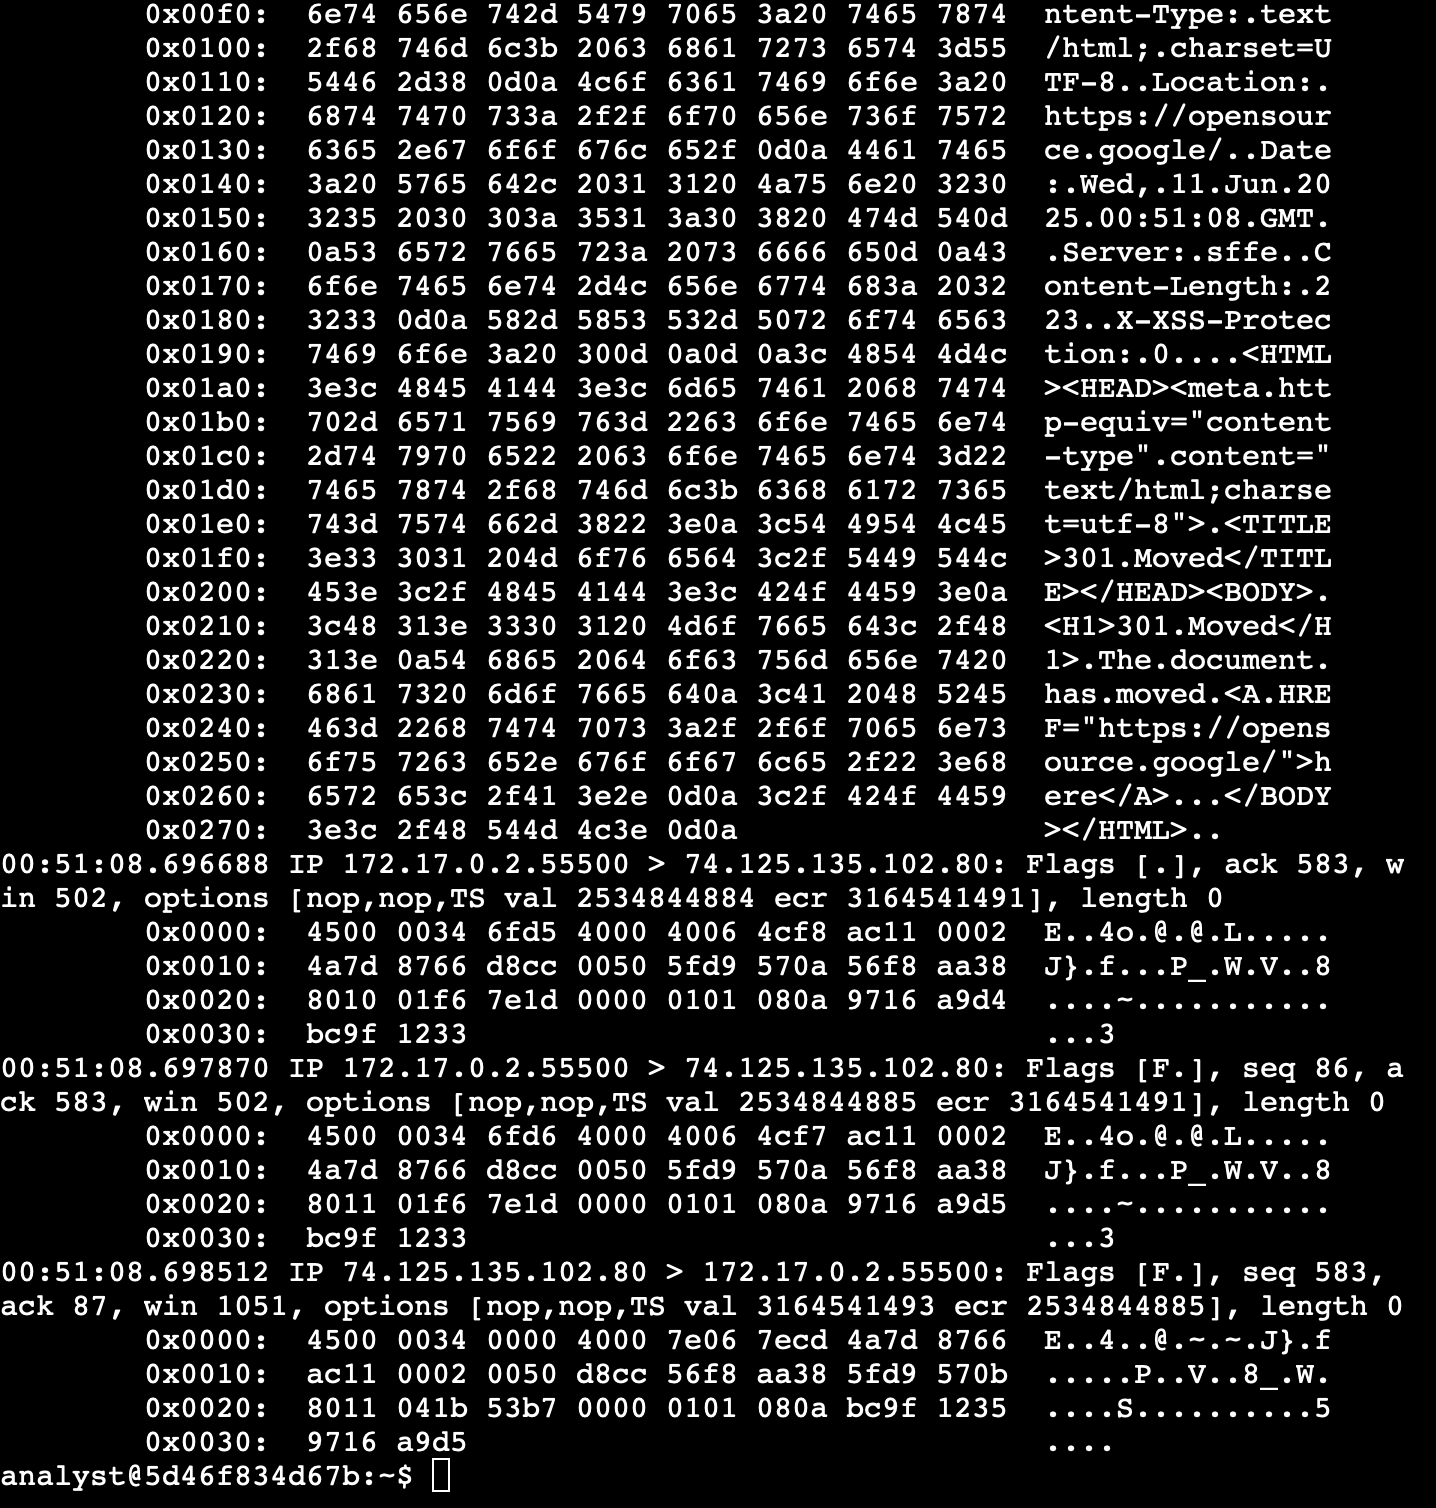 0x00f0:  6e74 656e 742d 5479 7065 3a20 7465 7874  ntent-Type:.text
0x0100:  2f68 746d 6c3b 2063 6861 7273 6574 3d55  /html;.charset=U
0x0110:  5446 2d38 0d0a 4c6f 6361 7469 6f6e 3a20  TF-8..Location:.
0x0120:  6874 7470 733a 2f2f 6f70 656e 736f 7572  https://opensour
0x0130:  6365 2e67 6f6f 676c 652f 0d0a 4461 7465  ce.google/..Date
0x0140:  3a20 5765 642c 2031 3120 4a75 6e20 3230  :.Wed,.11.Jun.20
0x0150:  3235 2030 303a 3531 3a30 3820 474d 540d  25.00:51:08.GMT.
0x0160:  0a53 6572 7665 723a 2073 6666 650d 0a43  .Server:.sffe..C
0x0170:  6f6e 7465 6e74 2d4c 656e 6774 683a 2032  ontent-Length:.2
0x0180:  3233 0d0a 582d 5853 532d 5072 6f74 6563  23..X-XSS-Protec
0x0190:  7469 6f6e 3a20 300d 0a0d 0a3c 4854 4d4c  tion:.0....<HTML
0x01a0:  3e3c 4845 4144 3e3c 6d65 7461 2068 7474  ><HEAD><meta.htt
0x01b0:  702d 6571 7569 763d 2263 6f6e 7465 6e74  p-equiv="content
0x01c0:  2d74 7970 6522 2063 6f6e 7465 6e74 3d22  -type".content="
0x01d0:  7465 7874 2f68 746d 6c3b 6368 6172 7365  text/html;charse
0x01e0:  743d 7574 662d 3822 3e0a 3c54 4954 4c45  t=utf-8">.<TITLE
0x01f0:  3e33 3031 204d 6f76 6564 3c2f 5449 544c  >301.Moved</TITL
0x0200:  453e 3c2f 4845 4144 3e3c 424f 4459 3e0a  E></HEAD><BODY>.
0x0210:  3c48 313e 3330 3120 4d6f 7665 643c 2f48  <H1>301.Moved</H
0x0220:  313e 0a54 6865 2064 6f63 756d 656e 7420  1>.The.document.
0x0230:  6861 7320 6d6f 7665 640a 3c41 2048 5245  has.moved.<A.HRE
0x0240:  463d 2268 7474 7073 3a2f 2f6f 7065 6e73  F="https://opens
0x0250:  6f75 7263 652e 676f 6f67 6c65 2f22 3e68  ource.google/">h
0x0260:  6572 653c 2f41 3e2e 0d0a 3c2f 424f 4459  ere</A>...</BODY
0x0270:  3e3c 2f48 544d 4c3e 0d0a                 ></HTML>..
00:51:08.696688 IP 172.17.0.2.55500 > 74.125.135.102.80: Flags [.], ack 583, w
in 502, options [nop,nop,TS val 2534844884 ecr 3164541491], length 0
0x0000:  4500 0034 6fd5 4000 4006 4cf8 ac11 0002  E..4o.@.@.L.....
0x0010:  4a7d 8766 d8cc 0050 5fd9 570a 56f8 aa38  J}.f...P_.W.V..8
0x0020:  8010 01f6 7e1d 0000 0101 080a 9716 a9d4  ....~...........
0x0030:  bc9f 1233                                ...3
00:51:08.697870 IP 172.17.0.2.55500 > 74.125.135.102.80: Flags [F.], seq 86, a
ck 583, win 502, options [nop,nop,TS val 2534844885 ecr 3164541491], length 0
0x0000:  4500 0034 6fd6 4000 4006 4cf7 ac11 0002  E..4o.@.@.L.....
0x0010:  4a7d 8766 d8cc 0050 5fd9 570a 56f8 aa38  J}.f...P_.W.V..8
0x0020:  8011 01f6 7e1d 0000 0101 080a 9716 a9d5  ....~...........
0x0030:  bc9f 1233                                ...3
00:51:08.698512 IP 74.125.135.102.80 > 172.17.0.2.55500: Flags [F.], seq 583,
ack 87, win 1051, options [nop,nop,TS val 3164541493 ecr 2534844885], length 0
0x0000:  4500 0034 0000 4000 7e06 7ecd 4a7d 8766  E..4..@.~.~.J}.f
0x0010:  ac11 0002 0050 d8cc 56f8 aa38 5fd9 570b  .....P..V..8_.W.
0x0020:  8011 041b 53b7 0000 0101 080a bc9f 1235  ....S..........5
0x0030:  9716 a9d5                                ....
analyst@5d46f834d67b:~$